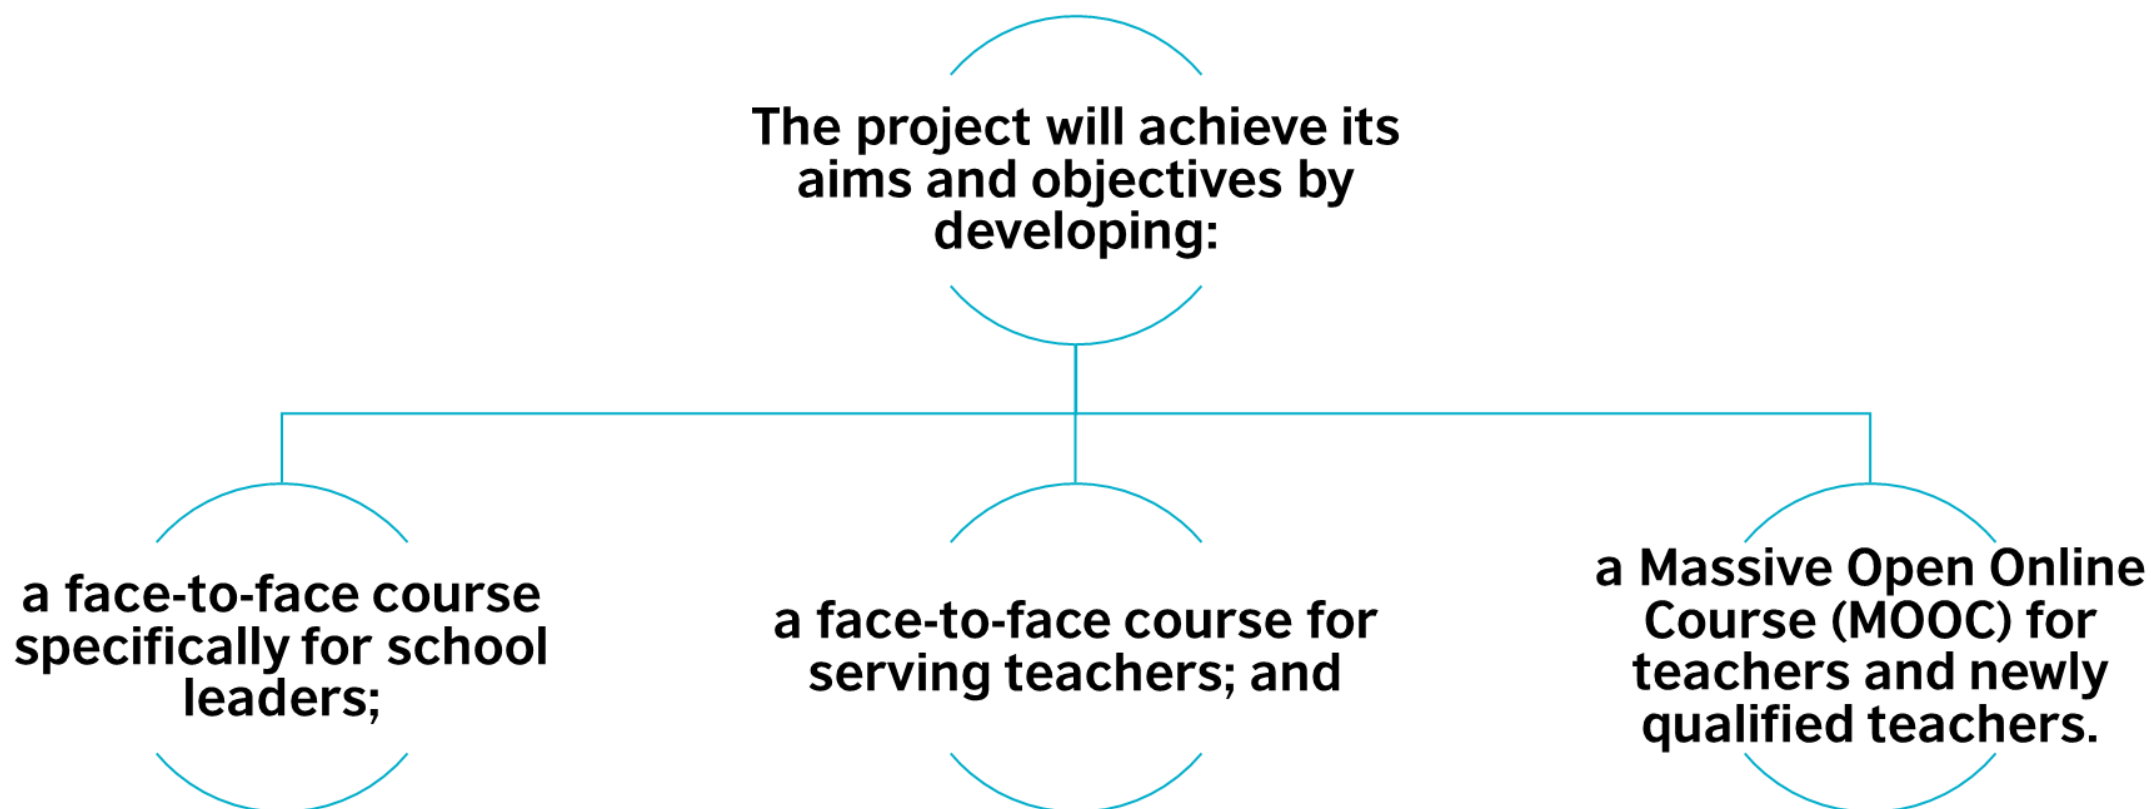 The project will achieve its
aims and objectives by
developing:
a face-to-face course
specifically for school
leaders;
a face-to-face course for
serving teachers; and
a Massive Open Online
Course (MOOC) for
teachers and newly
qualified teachers.